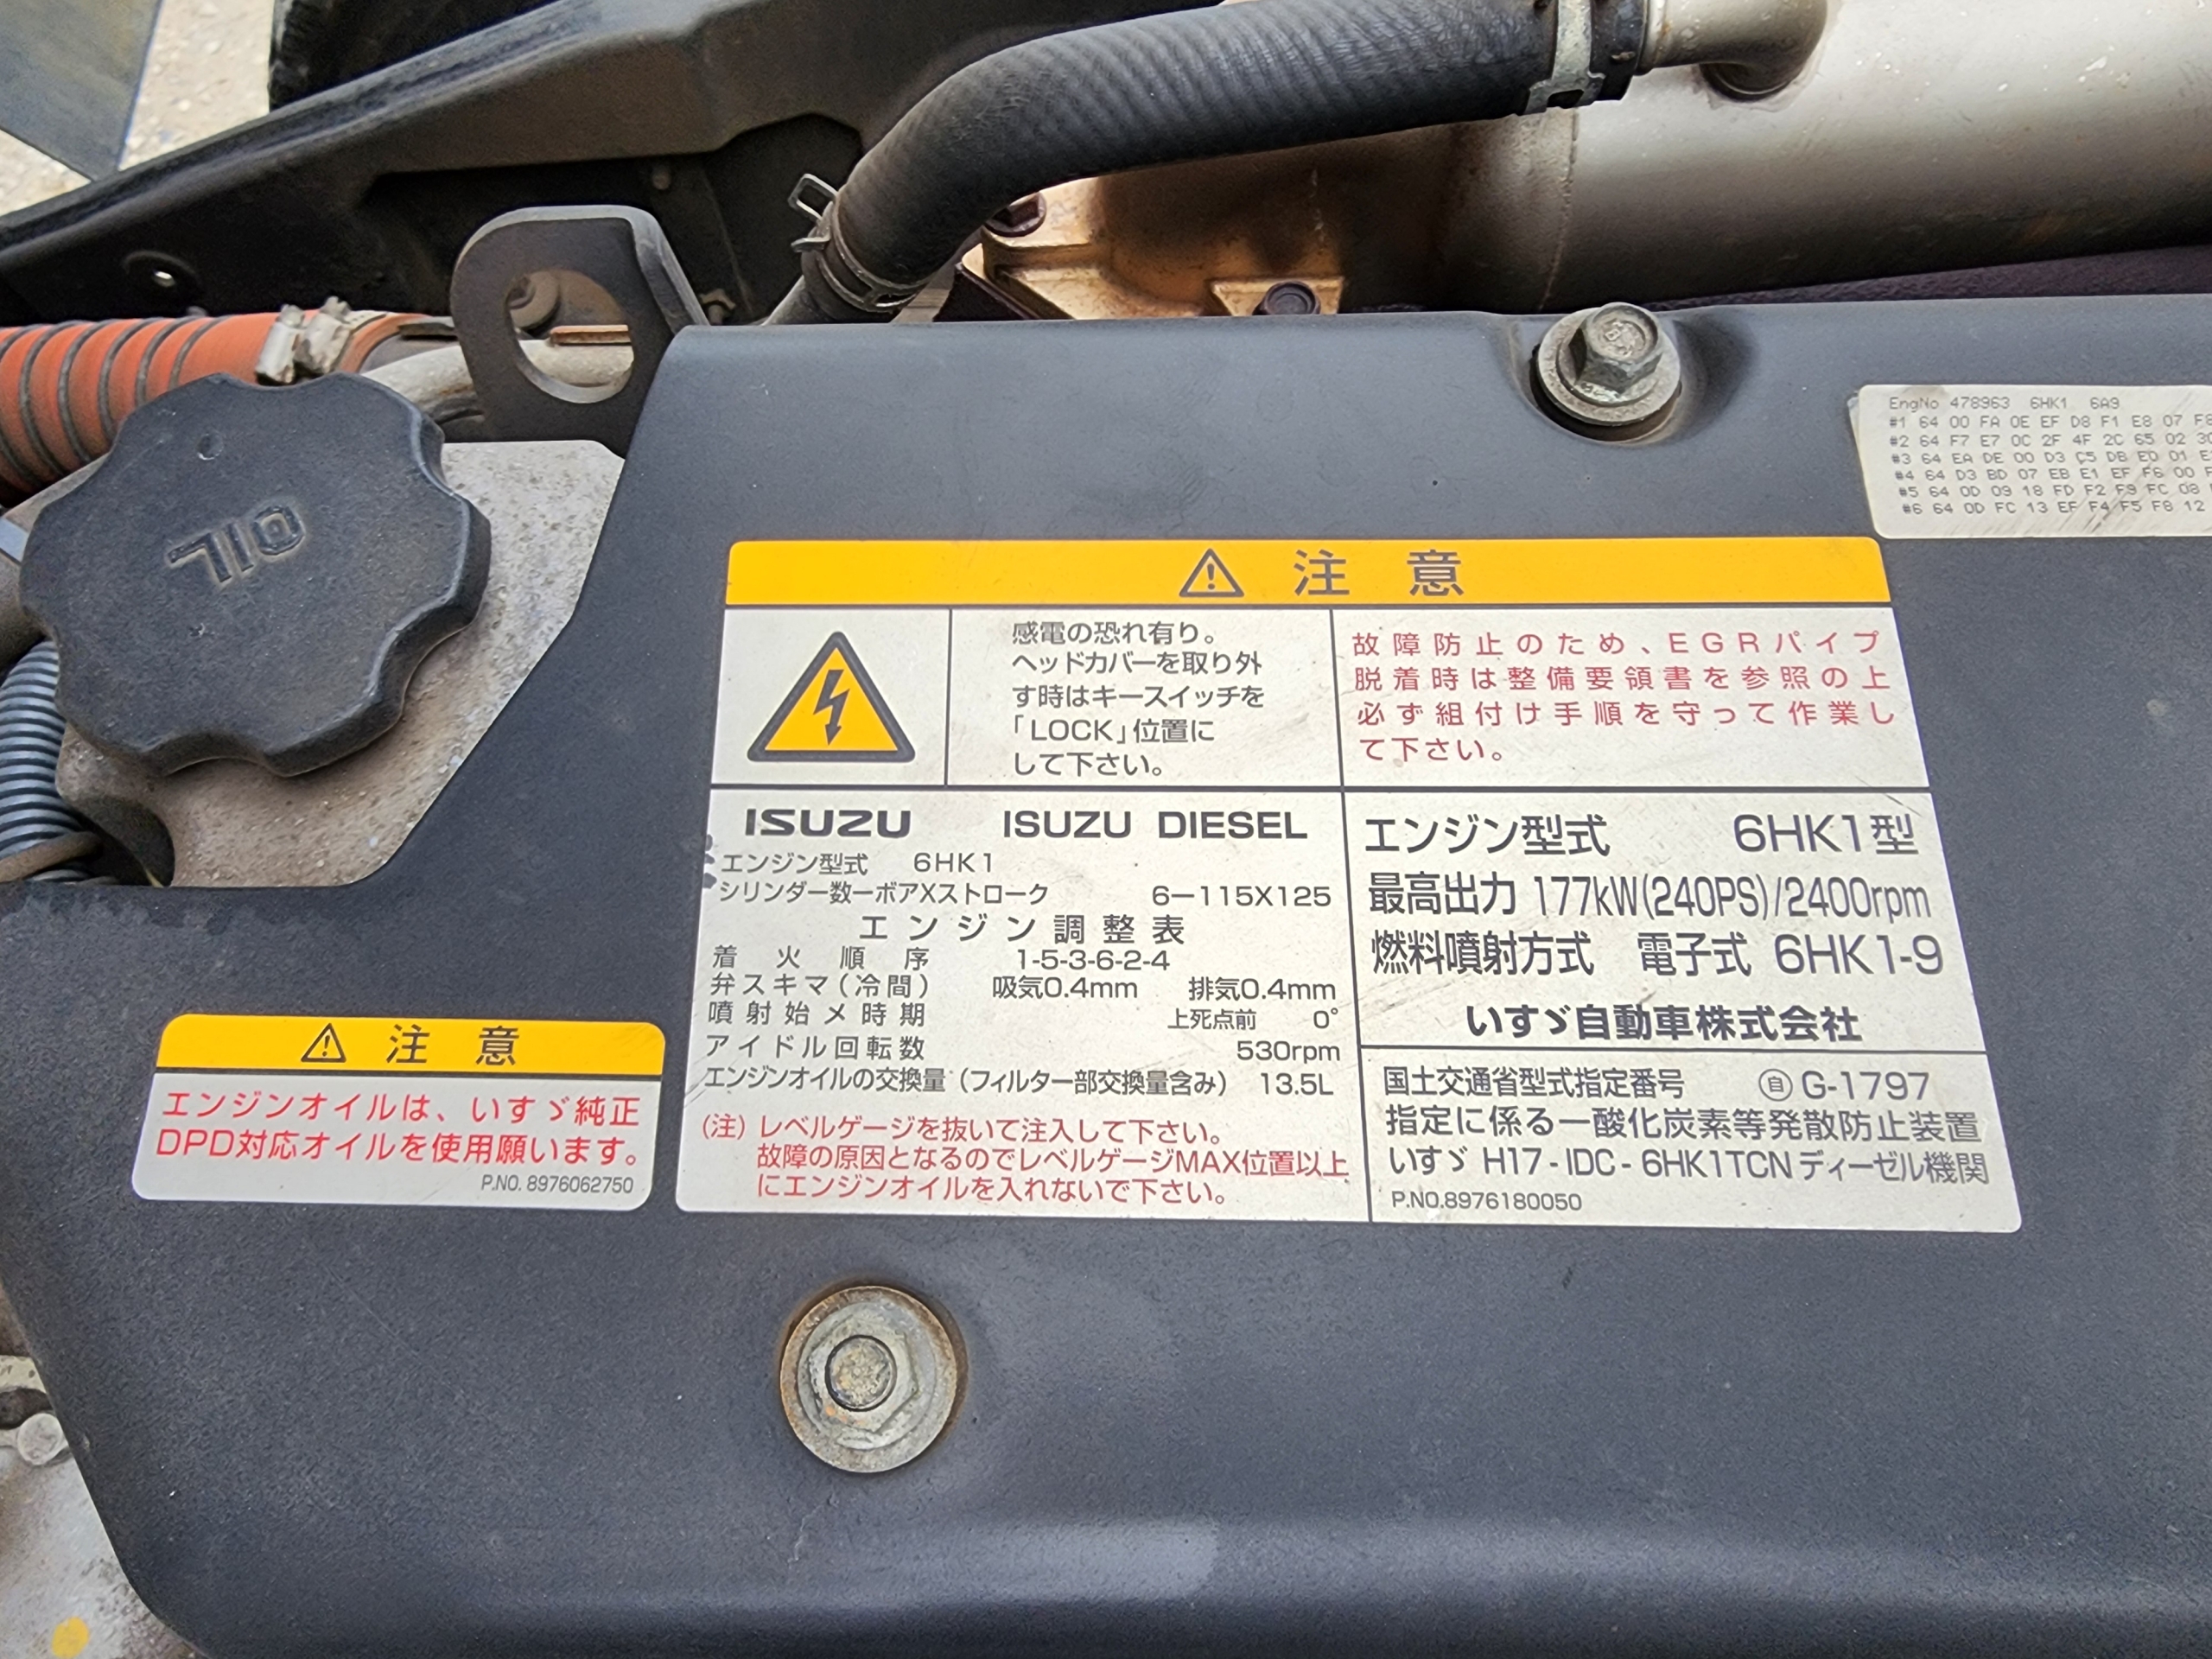 OIL
EngNo 478963 6HK1 6A9
#1 64 00 FA 0E EF D8 F1 E8 07
#2 64 F7 E7 0C 2F 4F 2C 65 02
#3 64 EA DE 00 D3 C5 DB ED 01
#4 64 D3 BD 07 EB E1 EF F6 00
#5 64 0D 09 18 FD F2 F9 FC 08
#6 64 0D FC 13 EF F4 F5 F8 12
⚠ 注 意
感電の恐れ有り。
ヘッドカバーを取り外
す時はキースイッチを
「LOCK」位置に
して下さい。
故障防止のため、EGRパイプ
脱着時は整備要領書を参照の上
必ず組付け手順を守って作業し
て下さい。
ISUZU ISUZU DIESEL
エンジン型式 6HK1
シリンダー数ーボアXストローク 6ー115X125
エンジン調整表
着火順序 1-5-3-6-2-4
弁スキマ(冷間) 吸気0.4mm 排気0.4mm
噴射始メ時期 上死点前 0°
アイドル回転数 530rpm
エンジンオイルの交換量(フィルター部交換量含み) 13.5L
(注) レベルゲージを抜いて注入して下さい。
故障の原因となるのでレベルゲージMAX位置以上
にエンジンオイルを入れないで下さい。
エンジン型式 6HK1型
最高出力 177kW(240PS)/2400rpm
燃料噴射方式 電子式 6HK1-9
いすゞ自動車株式会社
国土交通省型式指定番号 ㊀自 G-1797
指定に係る一酸化炭素等発散防止装置
いすゞ H17-IDC-6HK1TCN ディーゼル機関
P.NO.8976180050
⚠ 注 意
エンジンオイルは、いすゞ純正
DPD対応オイルを使用願います。
P.NO. 8976062750